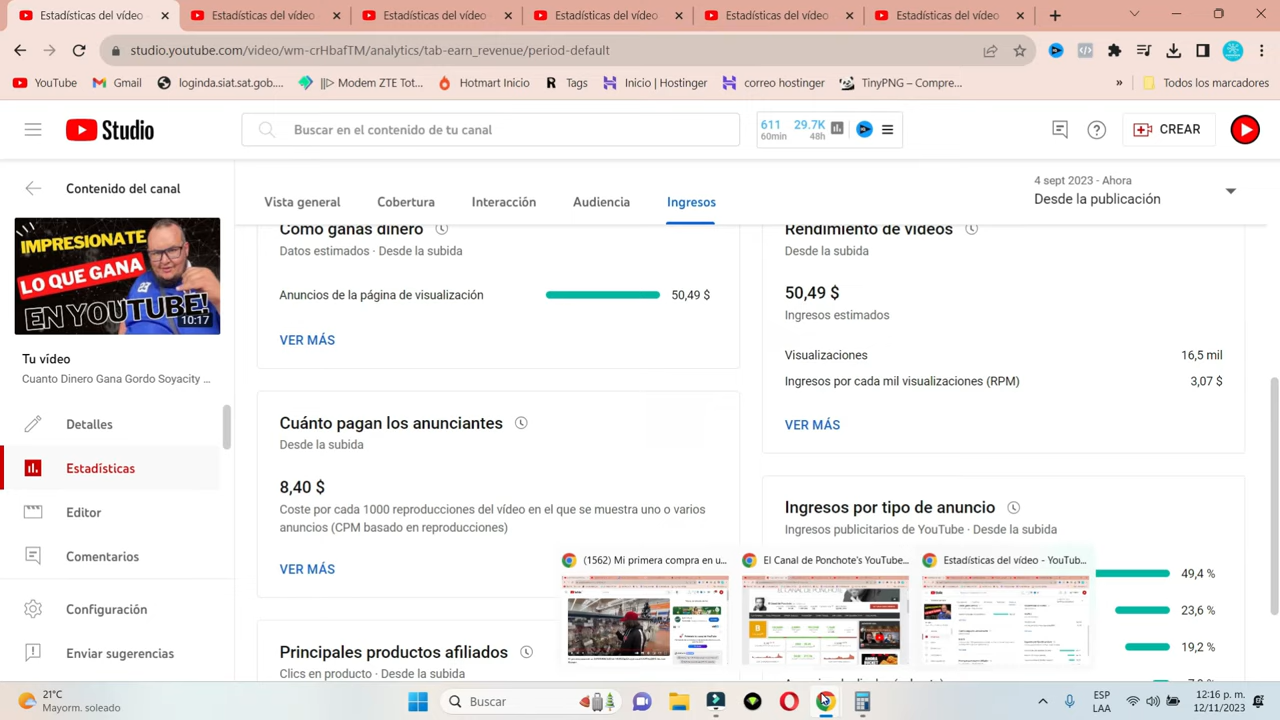 Estadísticas del vídeo
Estadísticas del vídeo
Estadísticas del vídeo
Estadísticas del vídeo
Estadísticas del vídeo
Estadísticas del vídeo
studio.youtube.com/video/wm-crHbafTM/analytics/tab-earn_revenue/period-default
YouTube
Gmail
loginda.siat.sat.gob....
||▷ Modem ZTE Tot...
Hotmart Inicio
R Tags
Inicio | Hostinger
correo hostinger
TinyPNG – Compre...
»
Todos los marcadores
Studio
Buscar en el contenido de tu canal
611
60min
29.7K
48h
CREAR
Contenido del canal
Vista general
Cobertura
Interacción
Audiencia
Ingresos
4 sept 2023 - Ahora
Desde la publicación
IMPRESIONATE
LO QUE GANA
EN YOUTUBE!
10:17
Tu vídeo
Cuanto Dinero Gana Gordo Soyacity ...
Detalles
Estadísticas
Editor
Comentarios
Configuración
Enviar sugerencias
Cómo ganas dinero
Datos estimados · Desde la subida
Anuncios de la página de visualización
50,49 $
VER MÁS
Cuánto pagan los anunciantes
Desde la subida
8,40 $
Coste por cada 1000 reproducciones del vídeo en el que se muestra uno o varios
anuncios (CPM basado en reproducciones)
VER MÁS
Principales productos afiliados
Clics en producto · Desde la subida
Rendimiento de vídeos
Desde la subida
50,49 $
Ingresos estimados
Visualizaciones
16,5 mil
Ingresos por cada mil visualizaciones (RPM)
3,07 $
VER MÁS
Ingresos por tipo de anuncio
Ingresos publicitarios de YouTube · Desde la subida
23,6 %
19,2 %
(1562) Mi primera compra en u...
El Canal de Ponchote's YouTube...
Estadísticas del vídeo - YouTub...
21°C
Mayorm. soleado
Buscar
ESP
LAA
12:16 p. m.
12/11/2023